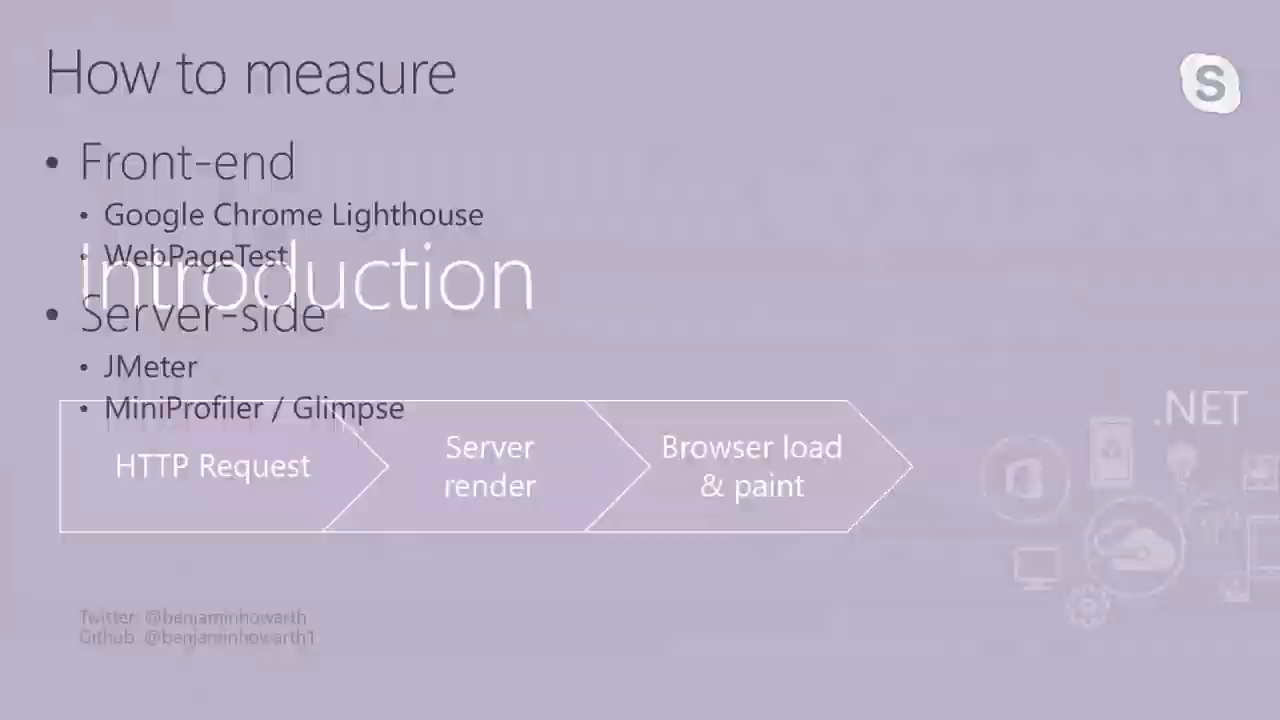 How to measure
S
• Front-end
• Google Chrome Lighthouse
• WebPageTest
Introduction
• Server-side
• JMeter
• MiniProfiler / Glimpse
.NET
HTTP Request
Server
render
Browser load
& paint
Twitter: @benjaminhowarth
Github: @benjaminhowarth1